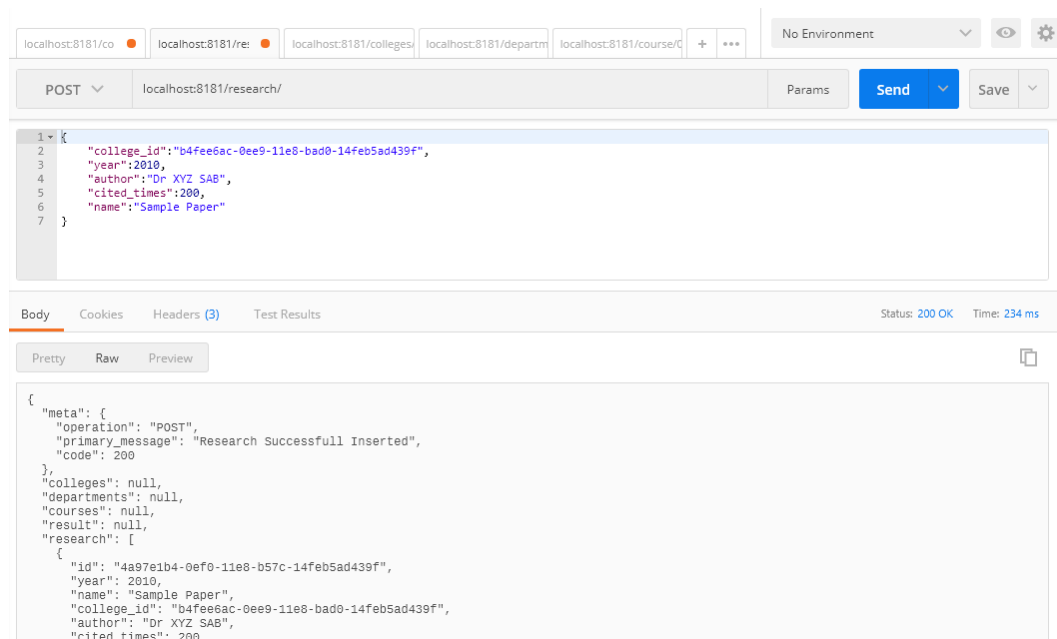 localhost:8181/co
localhost:8181/re
localhost:8181/colleges/
localhost:8181/departm
localhost:8181/course/
+
•••
No Environment
POST
localhost:8181/research/
Params
Send
Save
1 {
2 "college_id":"b4fee6ac-0ee9-11e8-bad0-14feb5ad439f",
3 "year":2010,
4 "author":"Dr XYZ SAB",
5 "cited_times":200,
6 "name":"Sample Paper"
7 }
Body Cookies Headers (3) Test Results Status: 200 OK Time: 234 ms
Pretty Raw Preview
{
"meta": {
"operation": "POST",
"primary_message": "Research Successfull Inserted",
"code": 200
},
"colleges": null,
"departments": null,
"courses": null,
"result": null,
"research": [
{
"id": "4a97e1b4-0ef0-11e8-b57c-14feb5ad439f",
"year": 2010,
"name": "Sample Paper",
"college_id": "b4fee6ac-0ee9-11e8-bad0-14feb5ad439f",
"author": "Dr XYZ SAB",
"cited_times": 200